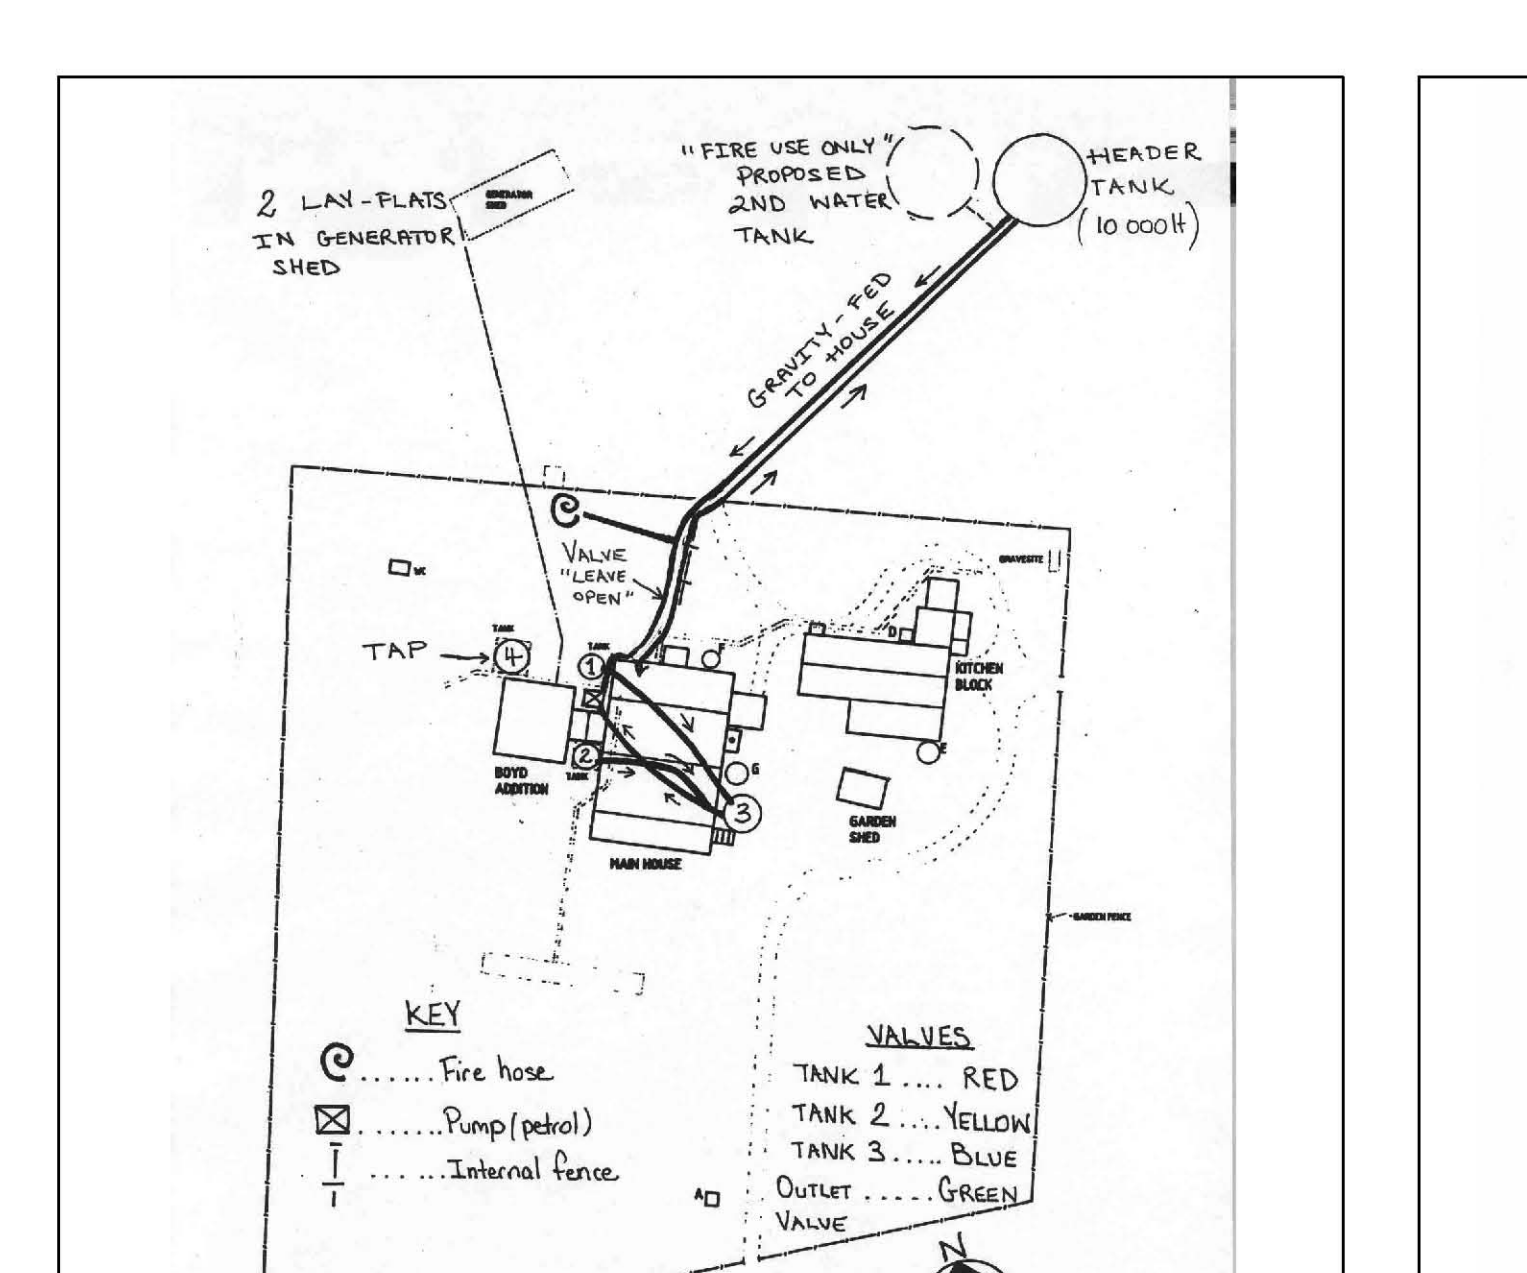 "FIRE USE ONLY"
PROPOSED
2ND WATER
TANK
HEADER
TANK
(10 000lt)
2 LAY-FLATS
IN GENERATOR
SHED
GENERATOR
SHED
GRAVITY-FED
TO HOUSE
VALVE
"LEAVE
OPEN"
WC
GRAVESITE
TANK
TAP
4
TANK
1
F
D
KITCHEN
BLOCK
2
TANK
BOYD
ADDITION
G
3
E
GARDEN
SHED
MAIN HOUSE
GARDEN FENCE
KEY
Fire hose
Pump (petrol)
Internal fence
VALVES
TANK 1 .... RED
TANK 2 .... YELLOW
TANK 3 ..... BLUE
OUTLET ..... GREEN
VALVE
A
N